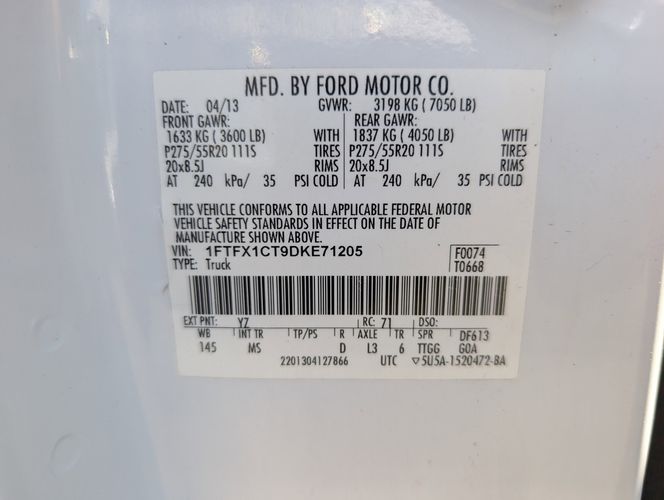 MFD. BY FORD MOTOR CO.
DATE: 04/13 GVWR: 3198 KG ( 7050 LB)
FRONT GAWR: REAR GAWR:
1633 KG ( 3600 LB) WITH 1837 KG ( 4050 LB) WITH
P275/55R20 111S TIRES P275/55R20 111S TIRES
20x8.5J RIMS 20x8.5J RIMS
AT 240 kPa/ 35 PSI COLD AT 240 kPa/ 35 PSI COLD
THIS VEHICLE CONFORMS TO ALL APPLICABLE FEDERAL MOTOR
VEHICLE SAFETY STANDARDS IN EFFECT ON THE DATE OF
MANUFACTURE SHOWN ABOVE.
VIN: 1FTFX1CT9DKE71205 F0074
TYPE: Truck T0668
EXT PNT: YZ RC: 71 DSO:
WB INT TR TP/PS R AXLE TR SPR DF613
145 MS D L3 6 TTGG GOA
2201304127866 UTC ▽5U5A-1520472-BA